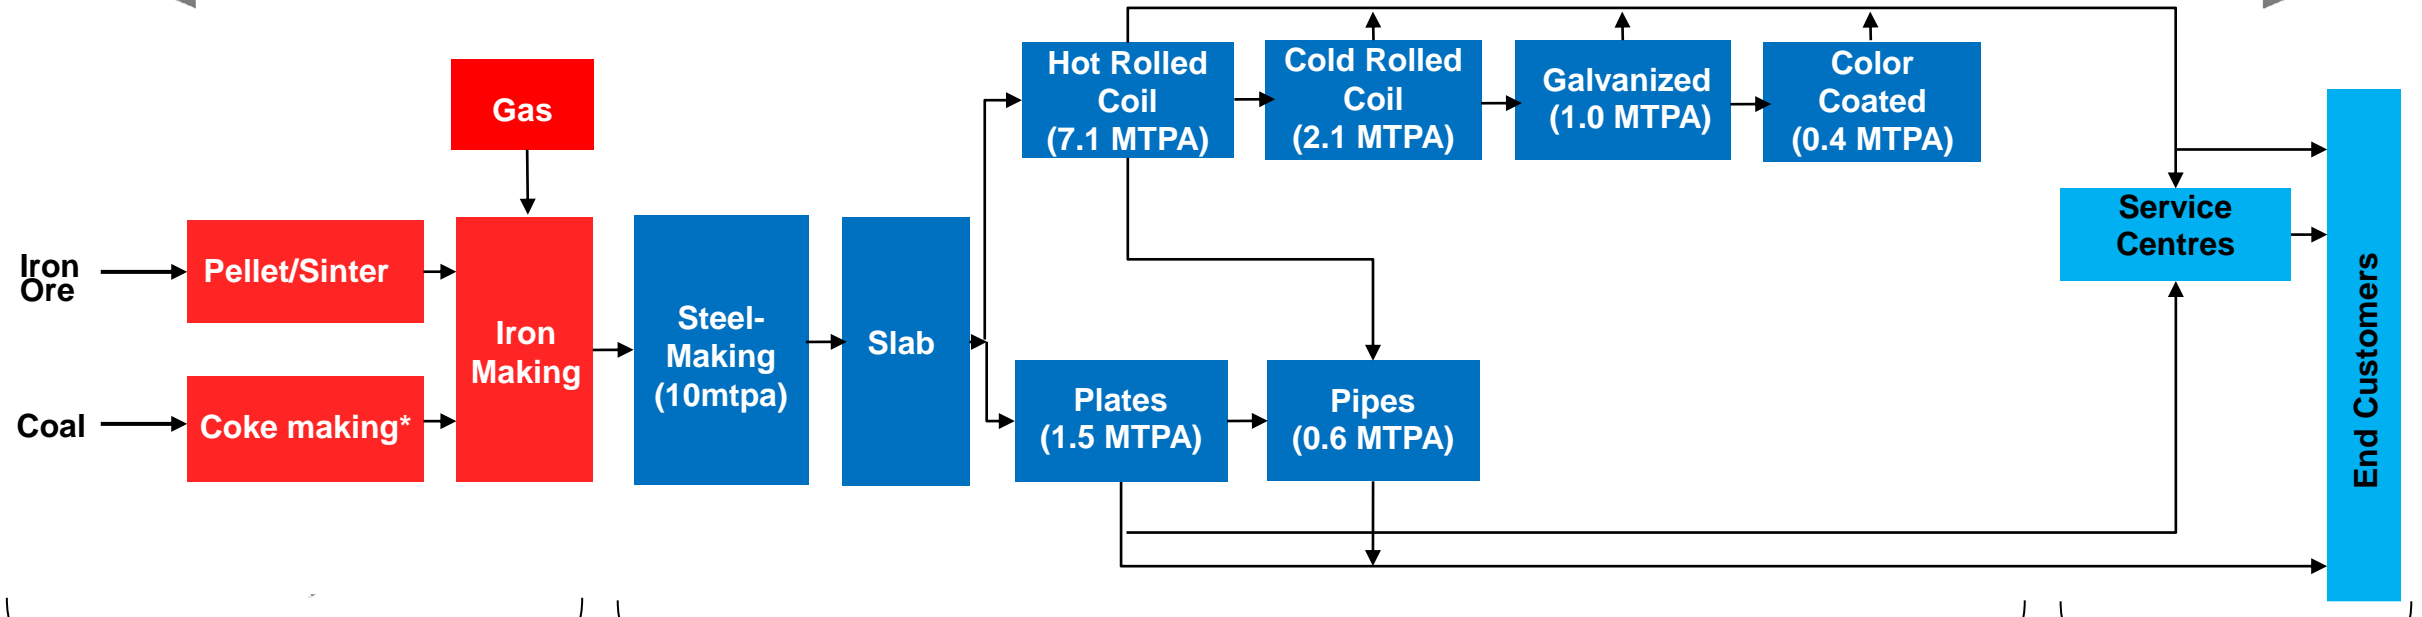 Gas
Iron
Ore
Pellet/Sinter
Coal
Coke making*
Iron
Making
Steel-
Making
(10mtpa)
Slab
Hot Rolled
Coil
(7.1 MTPA)
Cold Rolled
Coil
(2.1 MTPA)
Galvanized
(1.0 MTPA)
Color
Coated
(0.4 MTPA)
Plates
(1.5 MTPA)
Pipes
(0.6 MTPA)
Service
Centres
End Customers